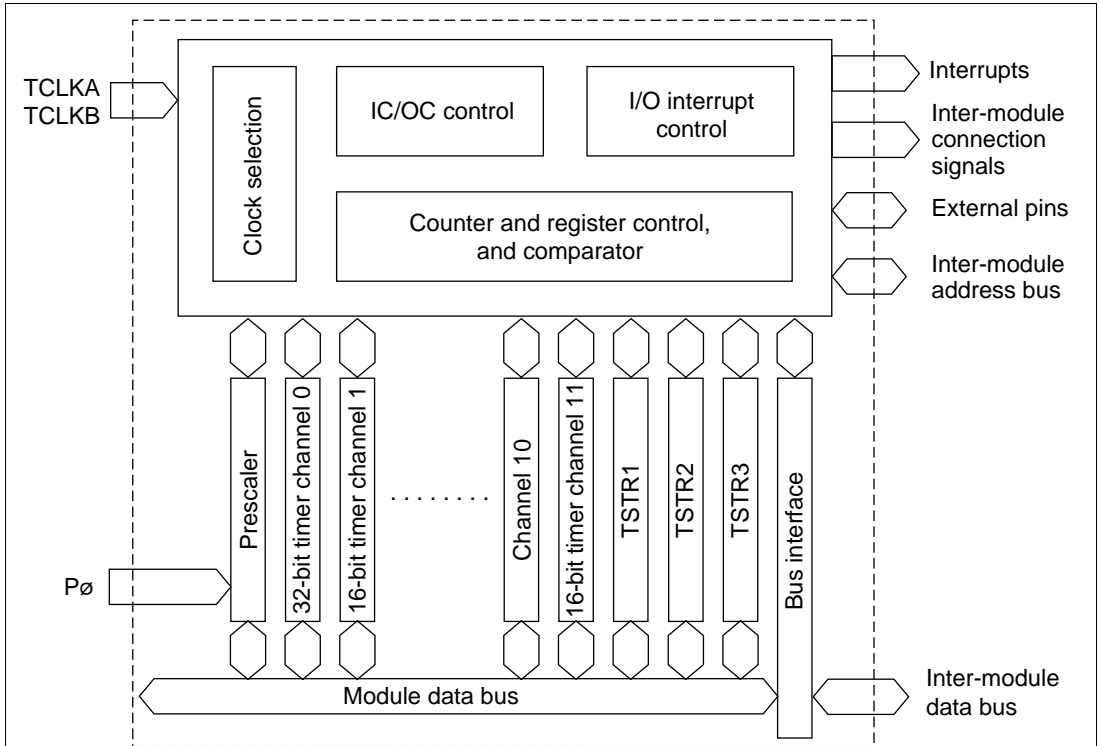 TCLKA
TCLKB
Clock selection
IC/OC control
I/O interrupt
control
Counter and register control,
and comparator
Interrupts
Inter-module
connection
signals
External pins
Inter-module
address bus
Pø
Prescaler
32-bit timer channel 0
16-bit timer channel 1
. . . . . . . .
Channel 10
16-bit timer channel 11
TSTR1
TSTR2
TSTR3
Bus interface
Module data bus
Inter-module
data bus